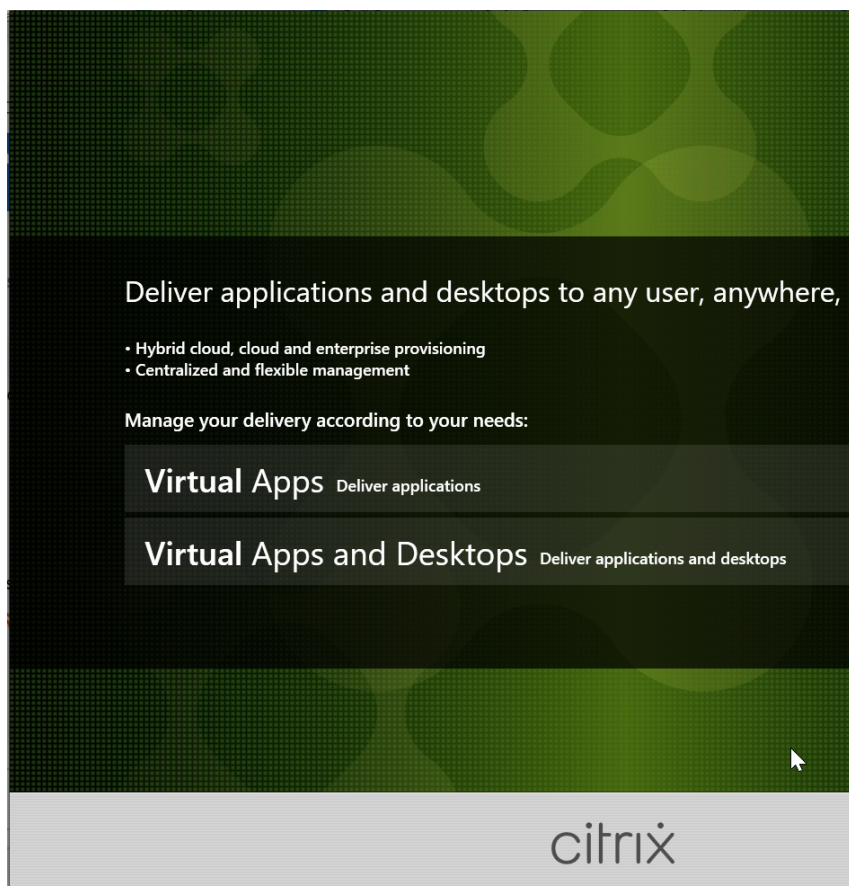 Deliver applications and desktops to any user, anywhere,
• Hybrid cloud, cloud and enterprise provisioning
• Centralized and flexible management
Manage your delivery according to your needs:
Virtual Apps Deliver applications
Virtual Apps and Desktops Deliver applications and desktops
citrix